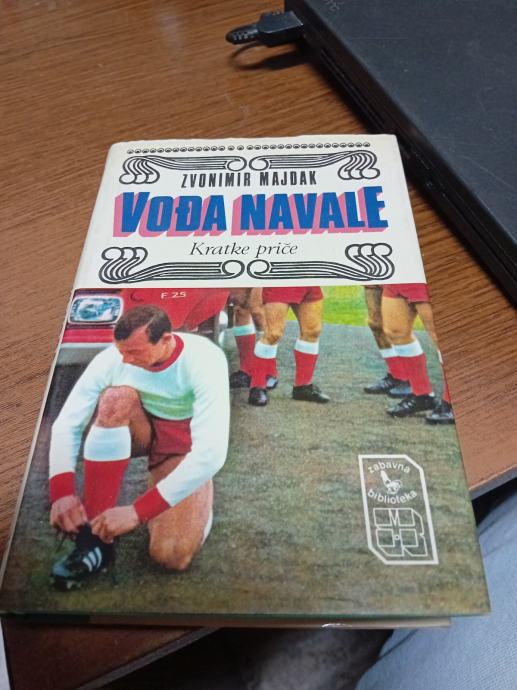 ZVONIMIR MAJDAK
VOĐA NAVALE
Kratke priče
F 25
zabavna
biblioteka